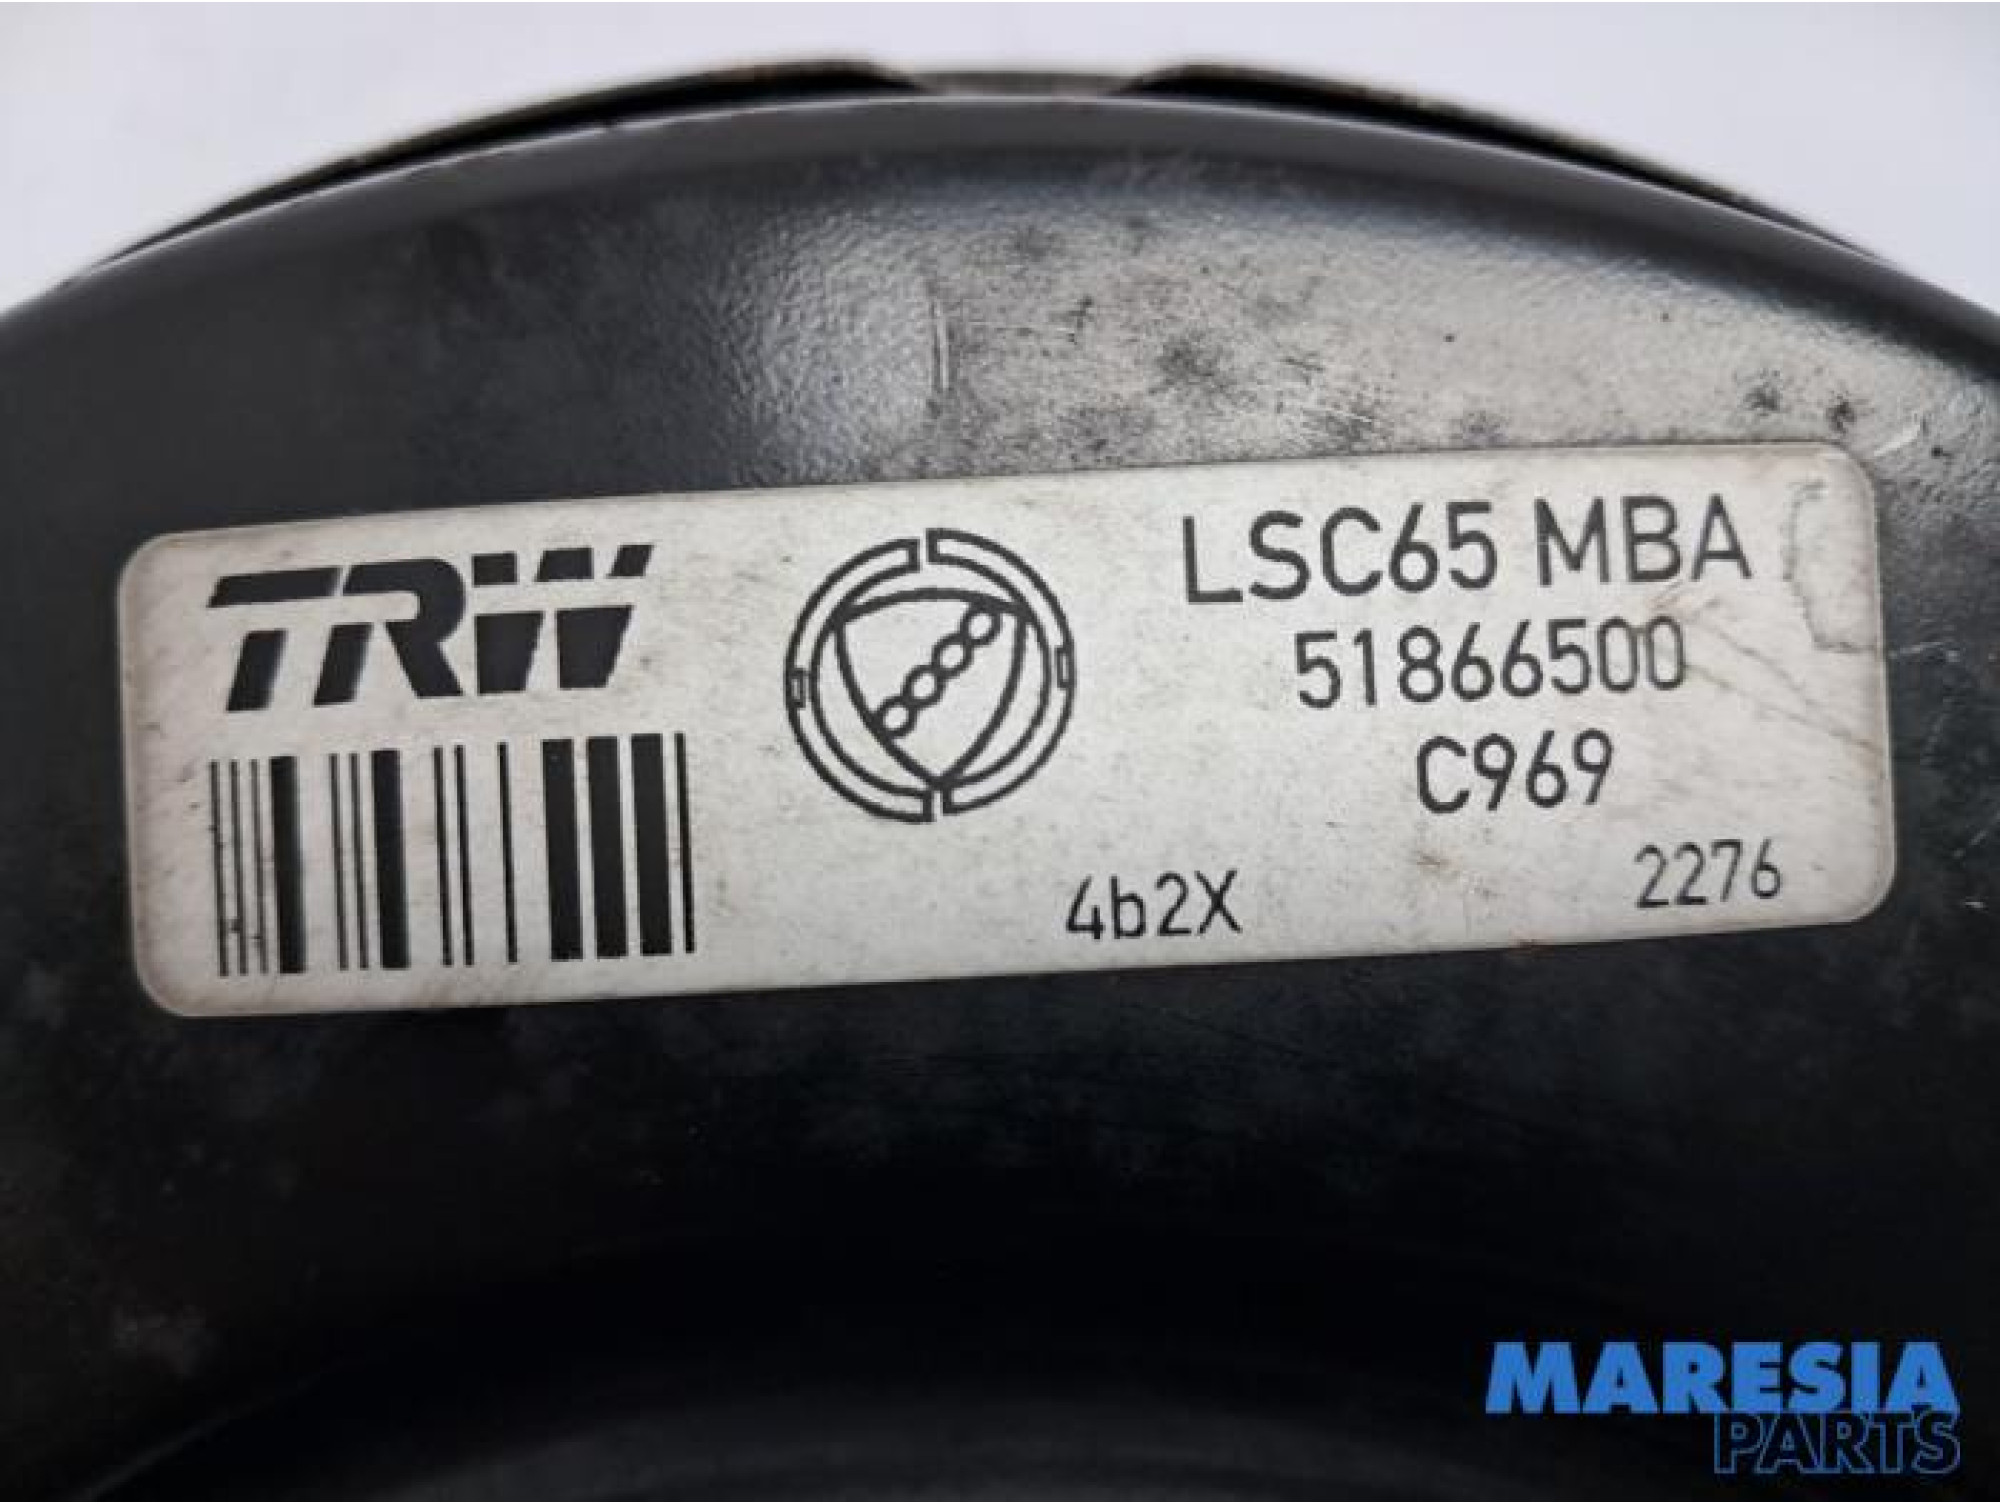 TRW
LSC65 MBA
51866500
C969
4b2X
2276
MARESIA
PARTS